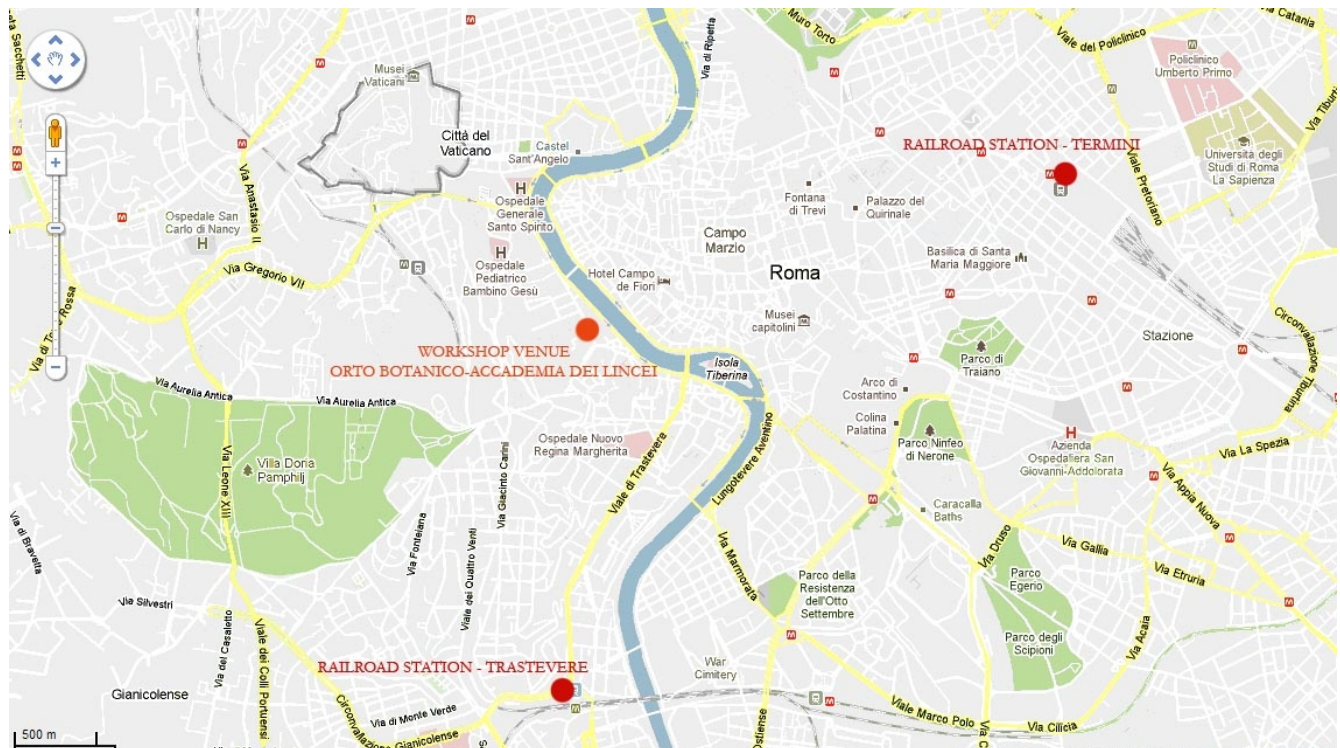 Via Catania
Muro Torto
Viale del Policlinico
Via di Ripetta
Policlinico
Umberto Primo
Via Tiburtina
Musei
Vaticani
Città del
Vaticano
Castel
Sant'Angelo
RAILROAD STATION - TERMINI
Università degli
Studi di Roma
La Sapienza
Viale Pretoriano
Via Anastasio II
Fontana
di Trevi
Palazzo del
Quirinale
H
Ospedale
Generale
Santo Spirito
Ospedale San
Carlo di Nancy
H
Campo
Marzio
Basilica di Santa
Maria Maggiore
H
Ospedale
Pediatrico
Bambino Gesù
Via Gregorio VII
Hotel Campo
de Fiori
Roma
Musei
capitolini
Stazione
Circonvallazione Tiburtina
WORKSHOP VENUE
ORTO BOTANICO-ACCADEMIA DEI LINCEI
Isola
Tiberina
Parco di
Traiano
Via Aurelia Antica
Via Aurelia Antica
Arco di
Costantino
Colina
Palatina
Parco Ninfeo
di Nerone
H
Azienda
Ospedaliera San
Giovanni-Addolorata
Via La Spezia
Ospedale Nuovo
Regina Margherita
Villa Doria
Pamphilj
Via Leone XIII
Via Giacinto Carini
Viale di Trastevere
Lungotevere Aventino
Via Appia Nuova
Caracalla
Baths
Via di Bravetta
Via Fonteiana
Via dei Quattro Venti
Via Marmorata
Via Druso
Via Gallia
Via Etruria
Parco
Egerio
Parco della
Resistenza
dell'Otto
Settembre
Via Silvestri
Via del Casaletto
Viale dei Colli Portuensi
Parco degli
Scipioni
Via Acaia
RAILROAD STATION - TRASTEVERE
War
Cimitery
Gianicolense
Via di Monte Verde
Circonvallazione Gianicolense
Ostiense
Viale Marco Polo
Via Cilicia
500 m